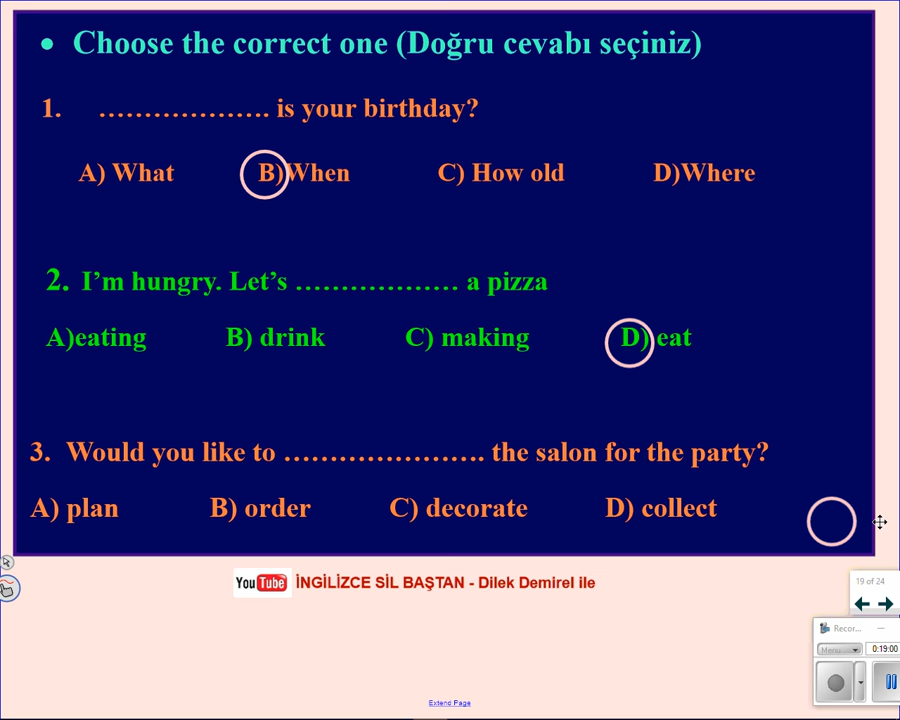 • Choose the correct one (Doğru cevabı seçiniz)
1. ………………. is your birthday?
A) What B)When C) How old D)Where
2. I’m hungry. Let’s ……………… a pizza
A)eating B) drink C) making D) eat
3. Would you like to …………………. the salon for the party?
A) plan B) order C) decorate D) collect
YouTube İNGİLİZCE SİL BAŞTAN - Dilek Demirel ile
19 of 24
Recor...
Menu 0:19:00
Extend Page